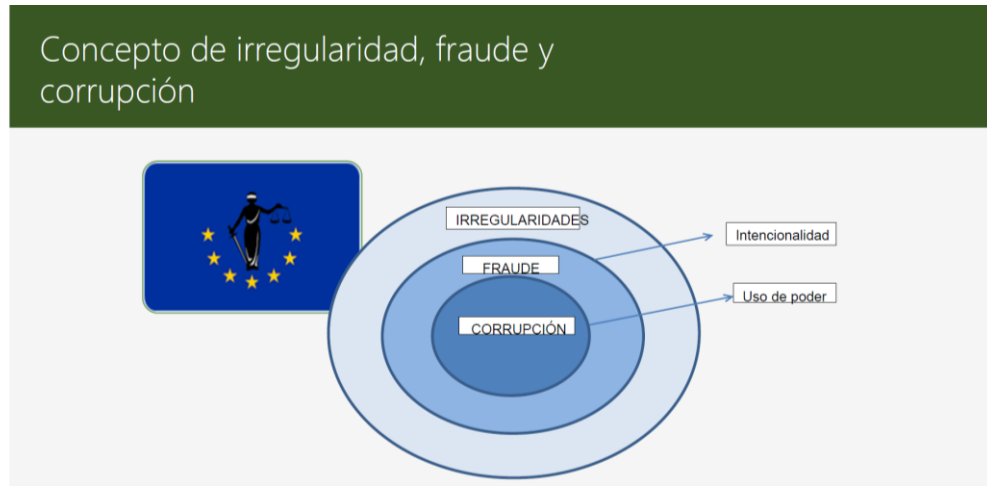 Concepto de irregularidad, fraude y
corrupción
IRREGULARIDADES
Intencionalidad
FRAUDE
Uso de poder
CORRUPCIÓN